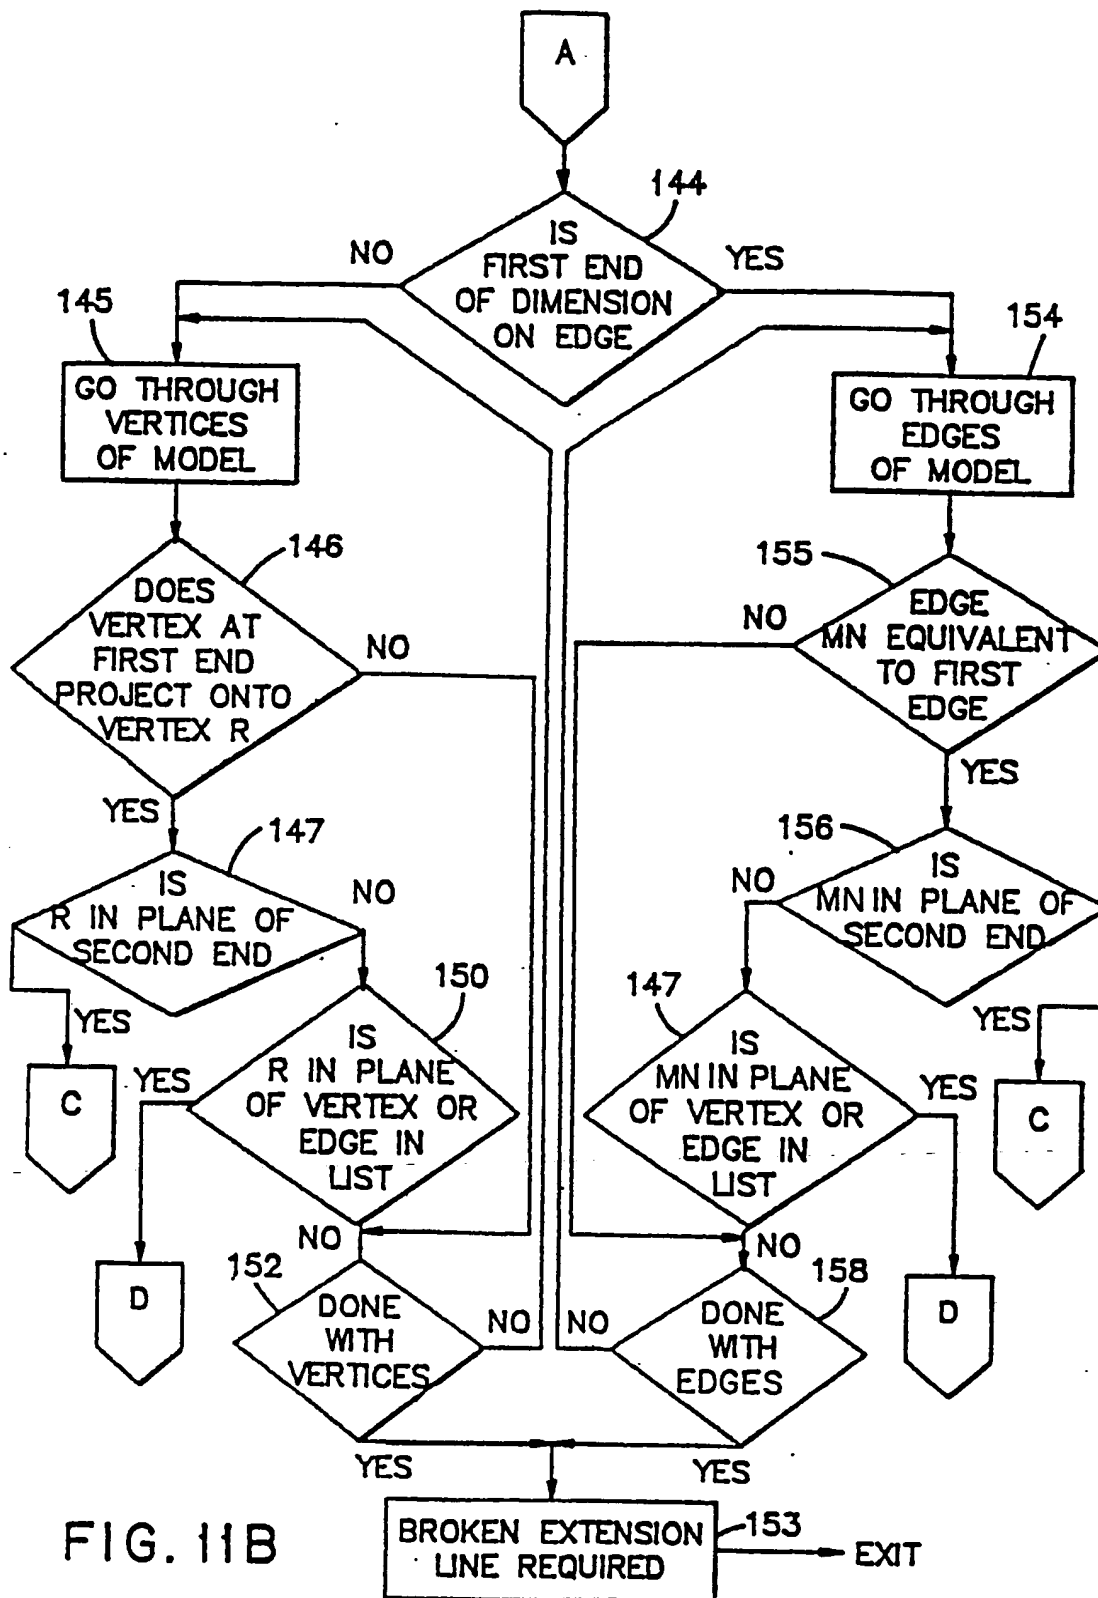 A
144
IS
FIRST END
OF DIMENSION
ON EDGE
NO
YES
145
GO THROUGH
VERTICES
OF MODEL
154
GO THROUGH
EDGES
OF MODEL
146
DOES
VERTEX AT
FIRST END
PROJECT ONTO
VERTEX R
NO
YES
155
EDGE
MN EQUIVALENT
TO FIRST
EDGE
NO
YES
147
IS
R IN PLANE OF
SECOND END
NO
YES
156
IS
MN IN PLANE OF
SECOND END
NO
YES
150
IS
R IN PLANE
OF VERTEX OR
EDGE IN
LIST
YES
NO
C
147
IS
MN IN PLANE
OF VERTEX OR
EDGE IN
LIST
YES
NO
C
D
152
DONE
WITH
VERTICES
NO
YES
158
DONE
WITH
EDGES
NO
YES
D
BROKEN EXTENSION
LINE REQUIRED
153
EXIT
FIG. 11B